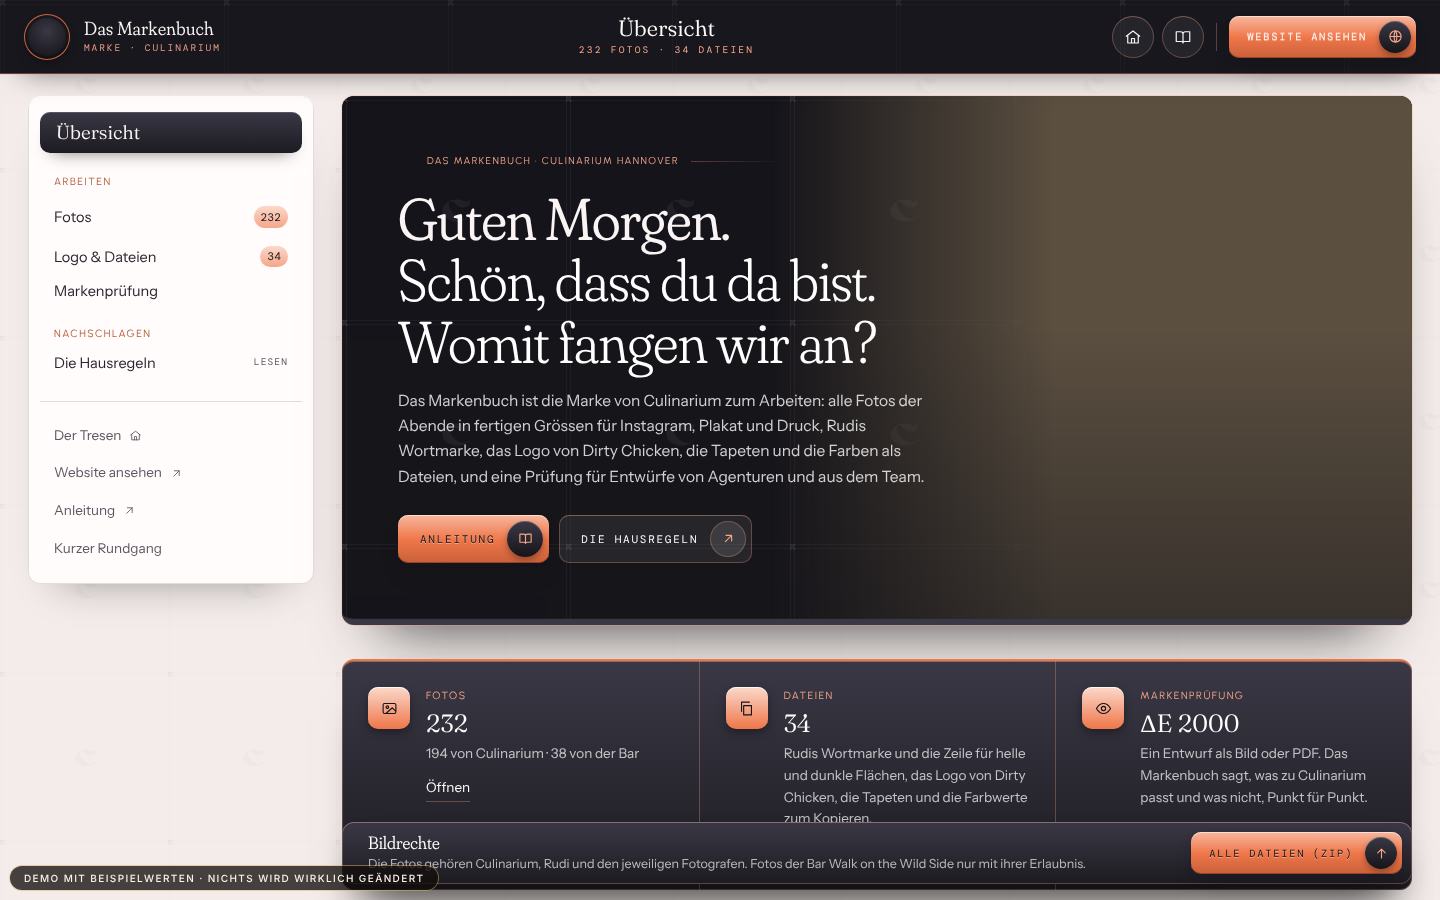 Das Markenbuch
MARKE · CULINARIUM
Übersicht
232 FOTOS · 34 DATEIEN
WEBSITE ANSEHEN
Übersicht
ARBEITEN
Fotos 232
Logo & Dateien 34
Markenprüfung
NACHSCHLAGEN
Die Hausregeln LESEN
Der Tresen
Website ansehen
Anleitung
Kurzer Rundgang
DAS MARKENBUCH · CULINARIUM HANNOVER
Guten Morgen.
Schön, dass du da bist.
Womit fangen wir an?
Das Markenbuch ist die Marke von Culinarium zum Arbeiten: alle Fotos der
Abende in fertigen Grössen für Instagram, Plakat und Druck, Rudis
Wortmarke, das Logo von Dirty Chicken, die Tapeten und die Farben als
Dateien, und eine Prüfung für Entwürfe von Agenturen und aus dem Team.
ANLEITUNG
DIE HAUSREGELN
FOTOS
232
194 von Culinarium · 38 von der Bar
Öffnen
DATEIEN
34
Rudis Wortmarke und die Zeile für helle
und dunkle Flächen, das Logo von Dirty
Chicken, die Tapeten und die Farbwerte
zum Kopieren.
MARKENPRÜFUNG
ΔE 2000
Ein Entwurf als Bild oder PDF. Das
Markenbuch sagt, was zu Culinarium
passt und was nicht, Punkt für Punkt.
Bildrechte
Die Fotos gehören Culinarium, Rudi und den jeweiligen Fotografen. Fotos der Bar Walk on the Wild Side nur mit ihrer Erlaubnis.
ALLE DATEIEN (ZIP)
DEMO MIT BEISPIELWERTEN · NICHTS WIRD WIRKLICH GEÄNDERT